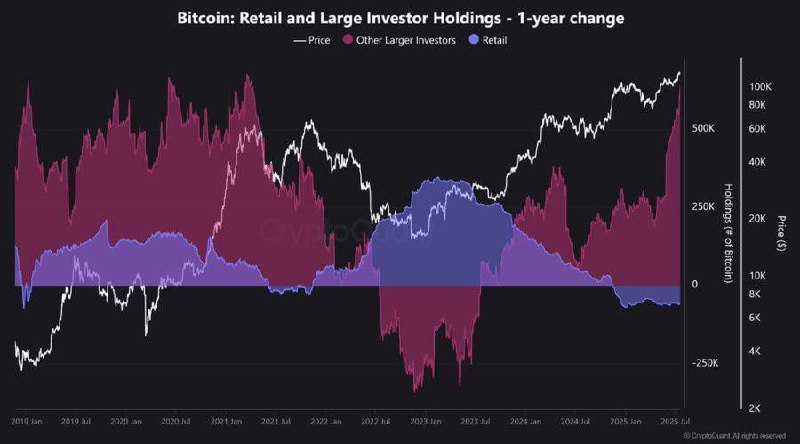 Bitcoin: Retail and Large Investor Holdings - 1-year change
Price Other Larger Investors Retail
CryptoQuant
500K
250K
0
-250K
Holdings (# of Bitcoin)
100K
80K
60K
40K
20K
10K
8K
6K
4K
2K
Price ($)
2019 Jan 2019 Jul 2020 Jan 2020 Jul 2021 Jan 2021 Jul 2022 Jan 2022 Jul 2023 Jan 2023 Jul 2024 Jan 2024 Jul 2025 Jan 2025 Jul
© CryptoQuant. All rights reserved